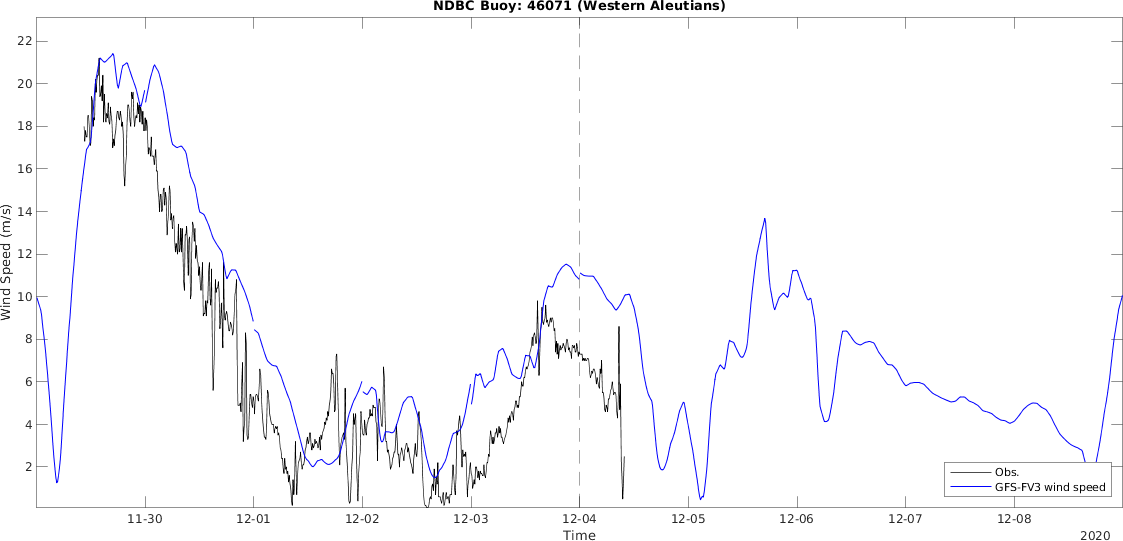 NDBC Buoy: 46071 (Western Aleutians)
Wind Speed (m/s)
22
20
18
16
14
12
10
8
6
4
2
Obs.
GFS-FV3 wind speed
11-30 12-01 12-02 12-03 12-04 12-05 12-06 12-07 12-08
Time
2020